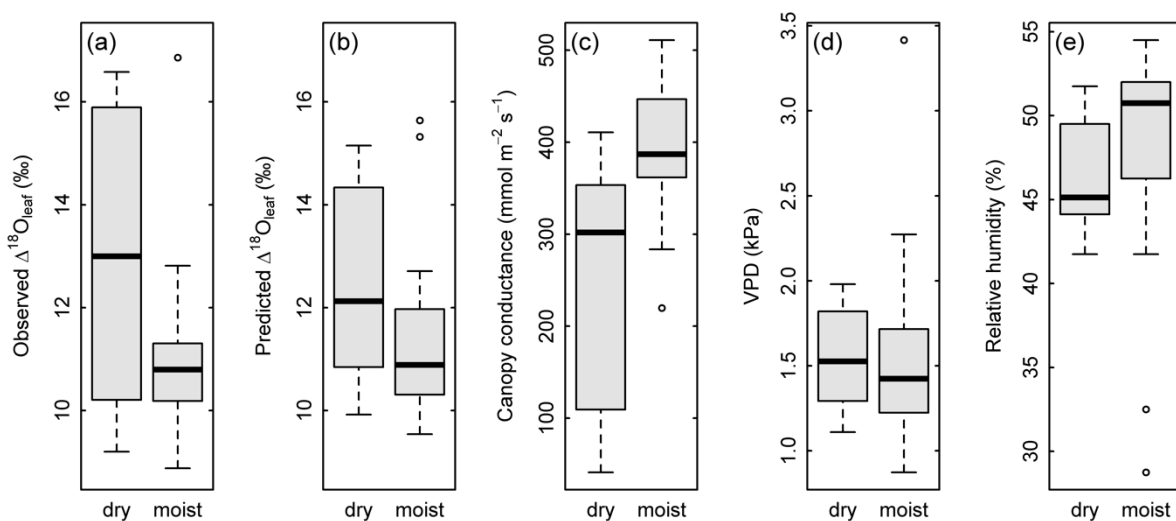 (a)
Observed Δ¹⁸O_leaf (‰)
16
14
12
10
dry moist
(b)
Predicted Δ¹⁸O_leaf (‰)
16
14
12
10
dry moist
(c)
Canopy conductance (mmol m⁻² s⁻¹)
500
400
300
200
100
dry moist
(d)
VPD (kPa)
3.5
3.0
2.5
2.0
1.5
1.0
dry moist
(e)
Relative humidity (%)
55
50
45
40
35
30
dry moist